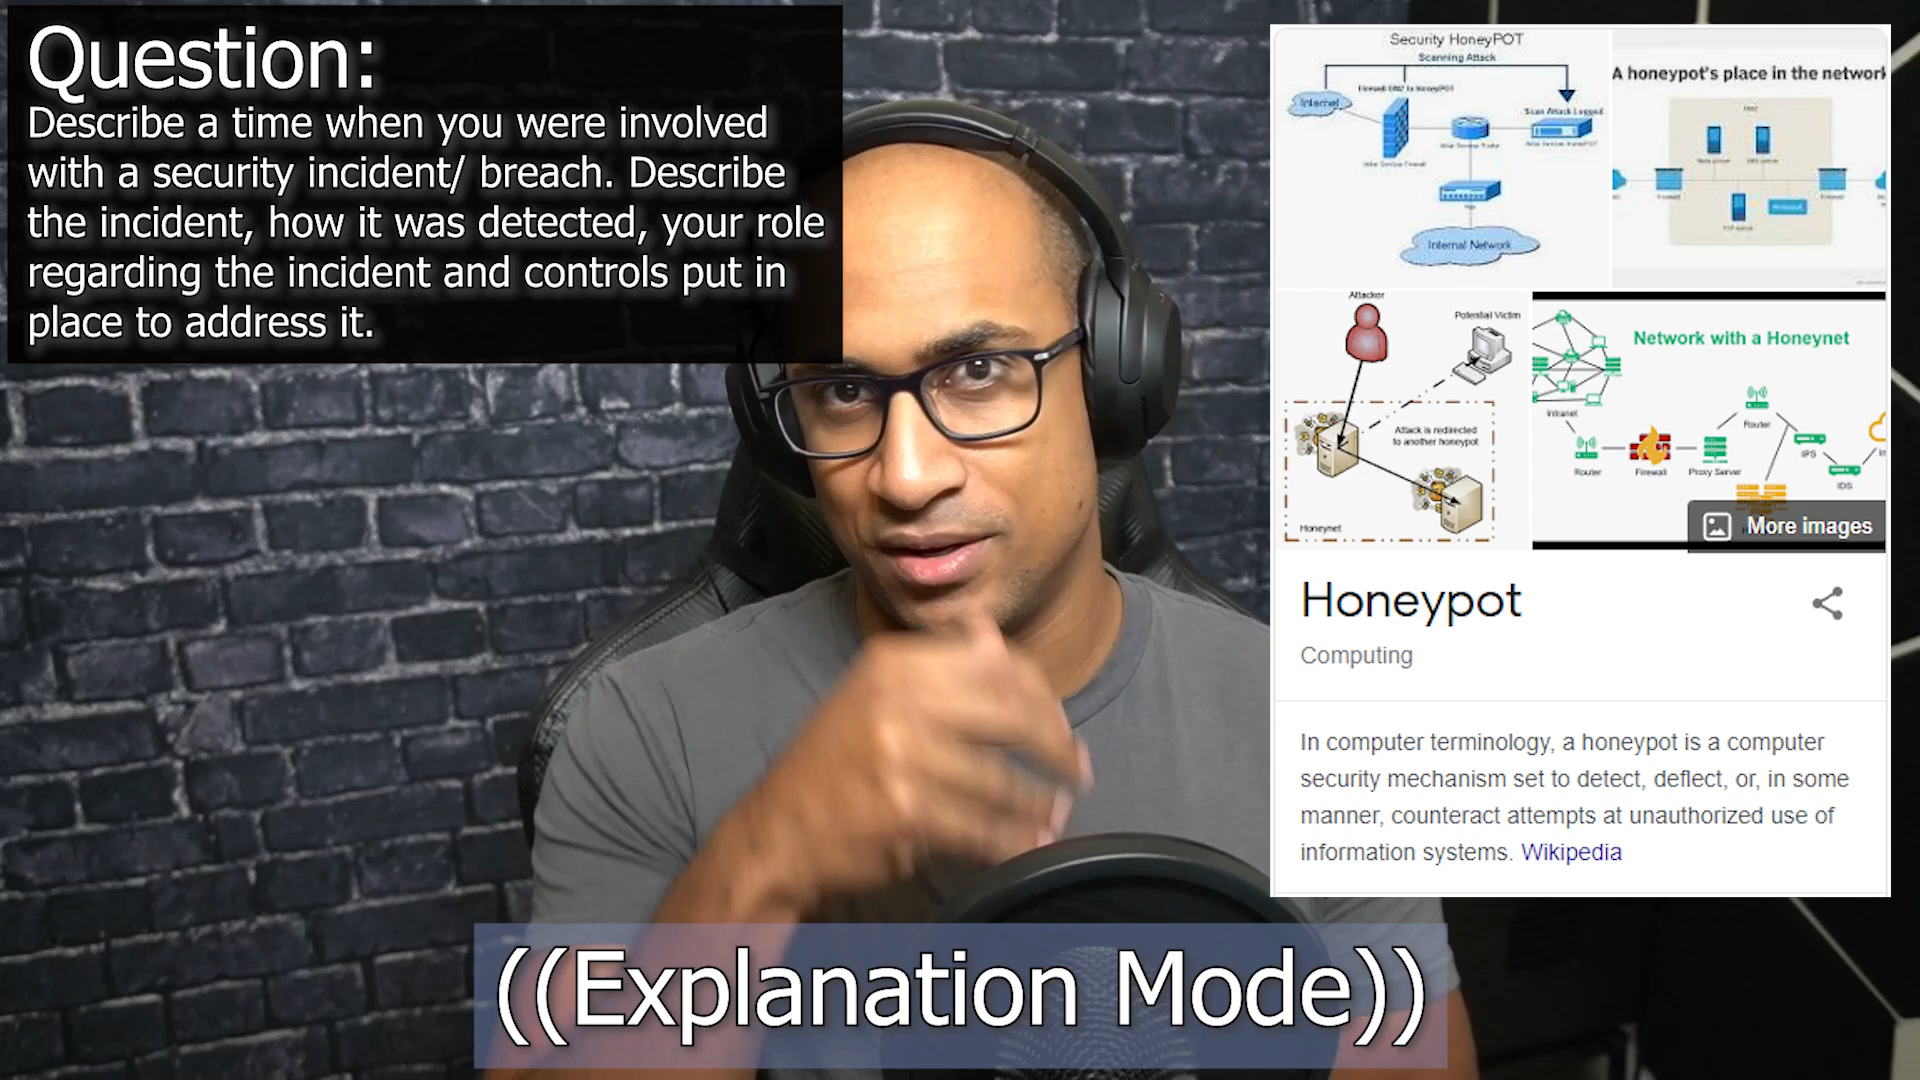 Question:
Describe a time when you were involved
with a security incident/ breach. Describe
the incident, how it was detected, your role
regarding the incident and controls put in
place to address it.
Security HoneyPOT
Scanning Attack
Internet
Scan Attack Logged
Internal Network
A honeypot's place in the network
Attacker
Potential Victim
Attack is redirected
to another honeypot
Honeynet
Network with a Honeynet
Intranet
Router
Router
Firewall
Proxy Server
IPS
IDS
More images
Honeypot
Computing
In computer terminology, a honeypot is a computer
security mechanism set to detect, deflect, or, in some
manner, counteract attempts at unauthorized use of
information systems. Wikipedia
((Explanation Mode))